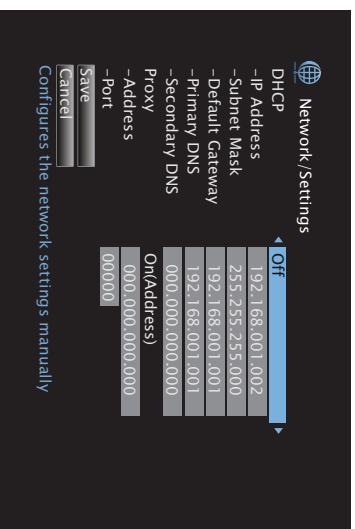 Network/Settings
DHCP ◀ Off ▶
-IP Address 192.168.001.002
-Subnet Mask 255.255.255.000
-Default Gateway 192.168.001.001
-Primary DNS 192.168.001.001
-Secondary DNS 000.000.000.000
Proxy On(Address)
-Address 000.000.000.000
-Port 00000
Save
Cancel
Configures the network settings manually